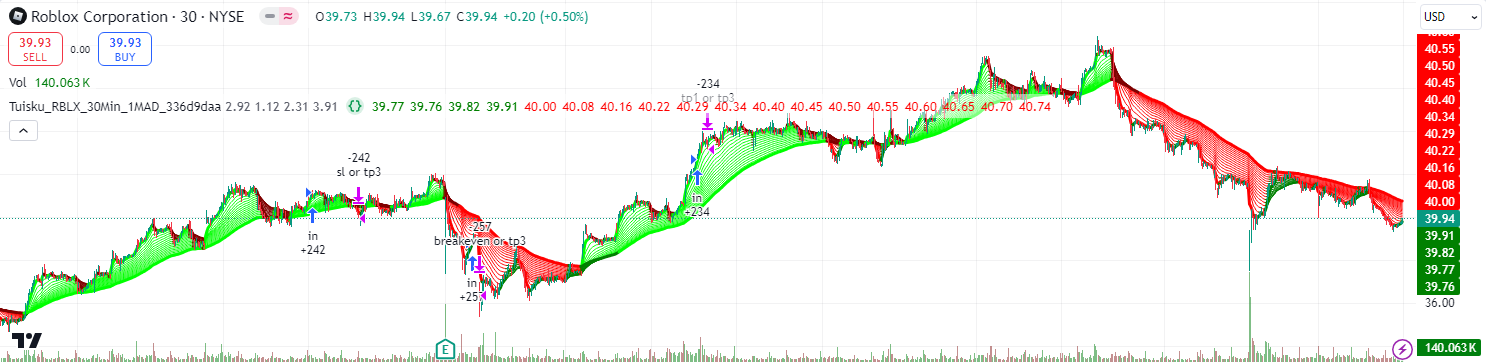 Roblox Corporation · 30 · NYSE O39.73 H39.94 L39.67 C39.94 +0.20 (+0.50%)
USD
39.93 SELL
0.00
39.93 BUY
Vol 140.063 K
Tuisku_RBLX_30Min_1MAD_336d9daa 2.92 1.12 2.31 3.91 39.77 39.76 39.82 39.91 40.00 40.08 40.16 40.22 40.29 40.34 40.40 40.45 40.50 40.55 40.60 40.65 40.70 40.74
-234
tp1 or tp3
-242
sl or tp3
in
+234
in
+242
-257
breakeven or tp3
in
+257
E
40.55
40.50
40.45
40.40
40.34
40.29
40.22
40.16
40.08
40.00
39.94
39.91
39.82
39.77
39.76
36.00
140.063 K